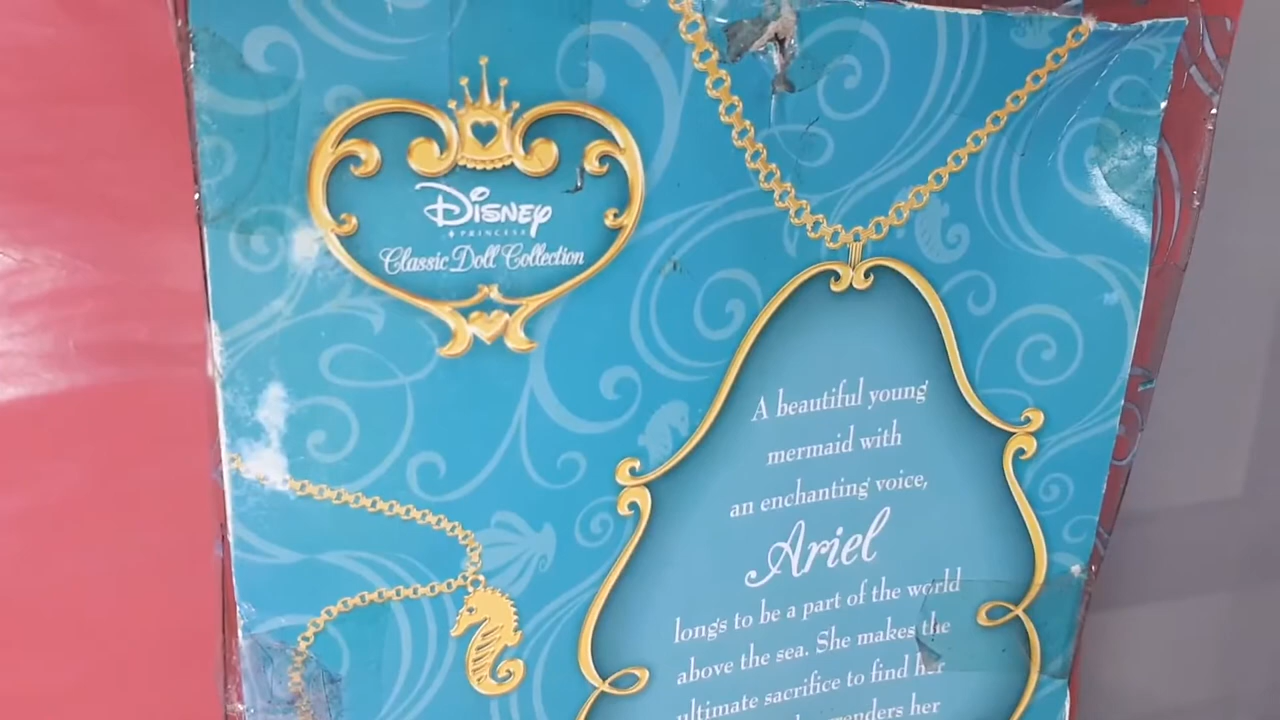 Disney
PRINCESS
Classic Doll Collection
A beautiful young
mermaid with
an enchanting voice,
Ariel
longs to be a part of the world
above the sea. She makes the
ultimate sacrifice to find her
her